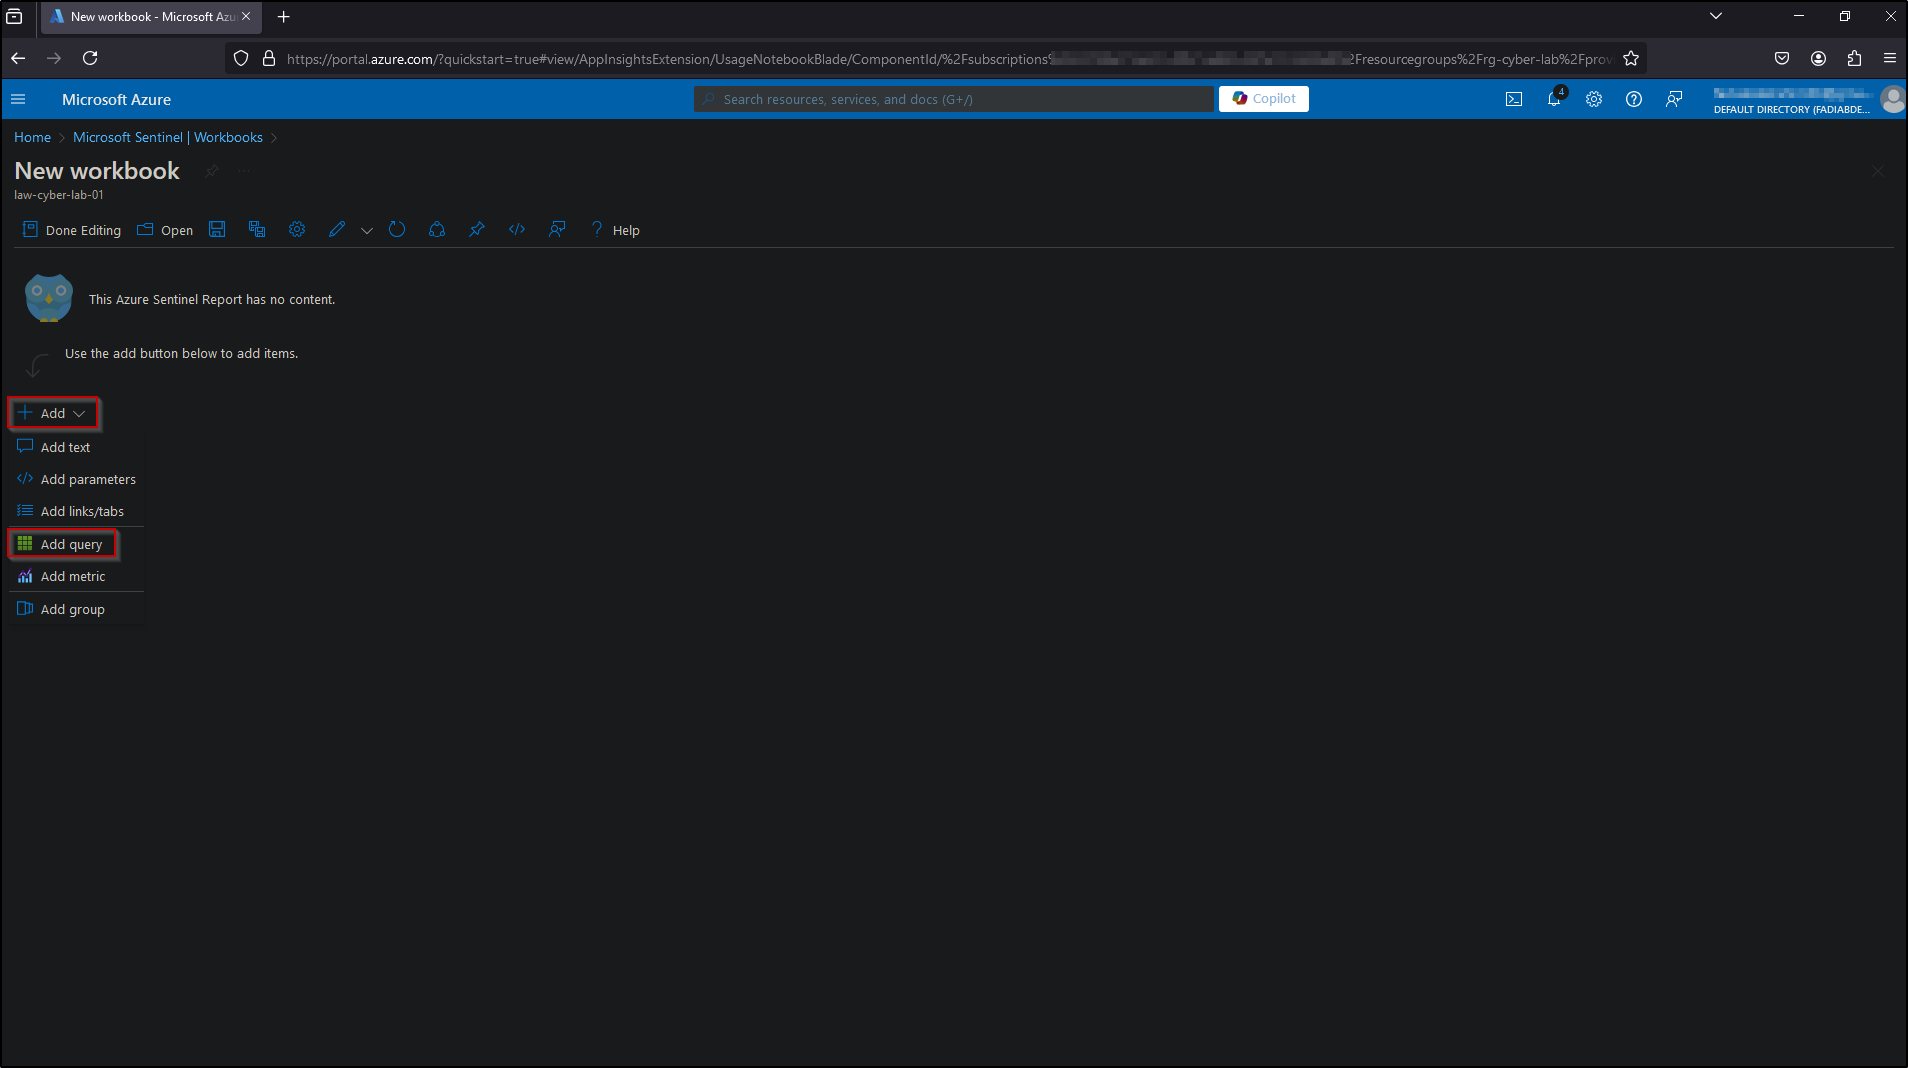 New workbook - Microsoft Azu
https://portal.azure.com/?quickstart=true#view/AppInsightsExtension/UsageNotebookBlade/ComponentId/%2Fsubscriptions% 2Fresourcegroups%2Frg-cyber-lab%2Fprovi
Microsoft Azure
Search resources, services, and docs (G+/)
Copilot
4
DEFAULT DIRECTORY (FADIABDE...
Home > Microsoft Sentinel | Workbooks >
New workbook
law-cyber-lab-01
Done Editing
Open
? Help
This Azure Sentinel Report has no content.
Use the add button below to add items.
Add
Add text
Add parameters
Add links/tabs
Add query
Add metric
Add group